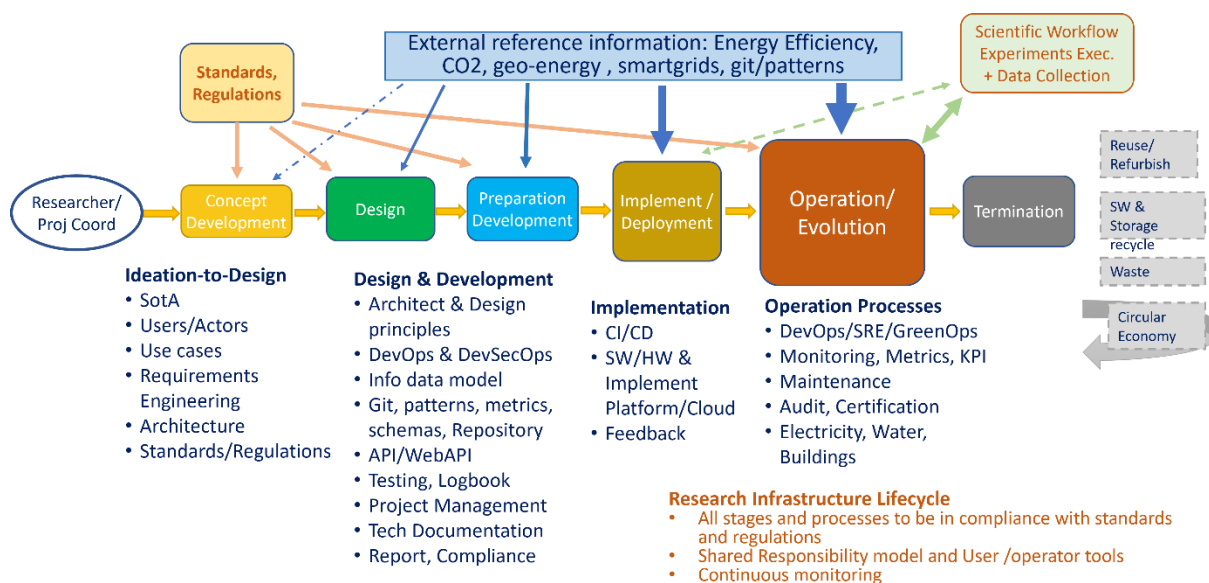 External reference information: Energy Efficiency,
CO2, geo-energy , smartgrids, git/patterns
Standards,
Regulations
Scientific Workflow
Experiments Exec.
+ Data Collection
Researcher/
Proj Coord
Concept
Development
Design
Preparation
Development
Implement /
Deployment
Operation/
Evolution
Termination
Reuse/
Refurbish
SW &
Storage
recycle
Waste
Circular
Economy
Ideation-to-Design
• SotA
• Users/Actors
• Use cases
• Requirements
Engineering
• Architecture
• Standards/Regulations
Design & Development
• Architect & Design
principles
• DevOps & DevSecOps
• Info data model
• Git, patterns, metrics,
schemas, Repository
• API/WebAPI
• Testing, Logbook
• Project Management
• Tech Documentation
• Report, Compliance
Implementation
• CI/CD
• SW/HW &
Implement
Platform/Cloud
• Feedback
Operation Processes
• DevOps/SRE/GreenOps
• Monitoring, Metrics, KPI
• Maintenance
• Audit, Certification
• Electricity, Water,
Buildings
Research Infrastructure Lifecycle
• All stages and processes to be in compliance with standards
and regulations
• Shared Responsibility model and User /operator tools
• Continuous monitoring